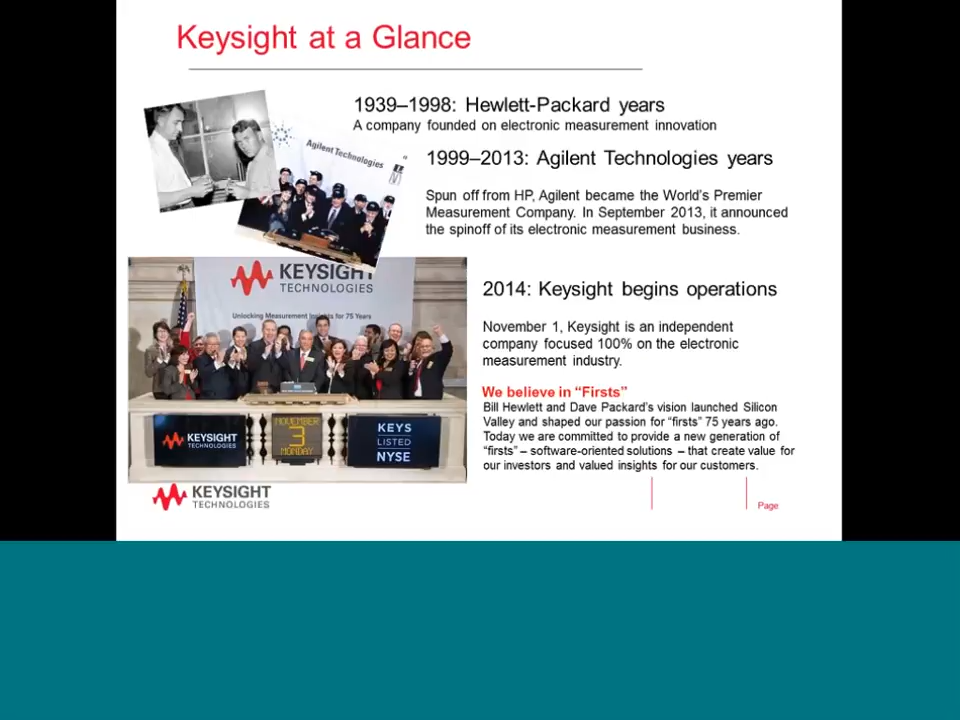 Keysight at a Glance
1939–1998: Hewlett-Packard years
A company founded on electronic measurement innovation
Agilent Technologies
1999–2013: Agilent Technologies years
Spun off from HP, Agilent became the World's Premier
Measurement Company. In September 2013, it announced
the spinoff of its electronic measurement business.
KEYSIGHT
TECHNOLOGIES
Unlocking Measurement Insights for 75 Years
2014: Keysight begins operations
November 1, Keysight is an independent
company focused 100% on the electronic
measurement industry.
We believe in “Firsts”
Bill Hewlett and Dave Packard's vision launched Silicon
Valley and shaped our passion for “firsts” 75 years ago.
Today we are committed to provide a new generation of
“firsts” – software-oriented solutions – that create value for
our investors and valued insights for our customers.
KEYSIGHT
TECHNOLOGIES
NOVEMBER
3
MONDAY
KEYS
LISTED
NYSE
KEYSIGHT
TECHNOLOGIES
Page